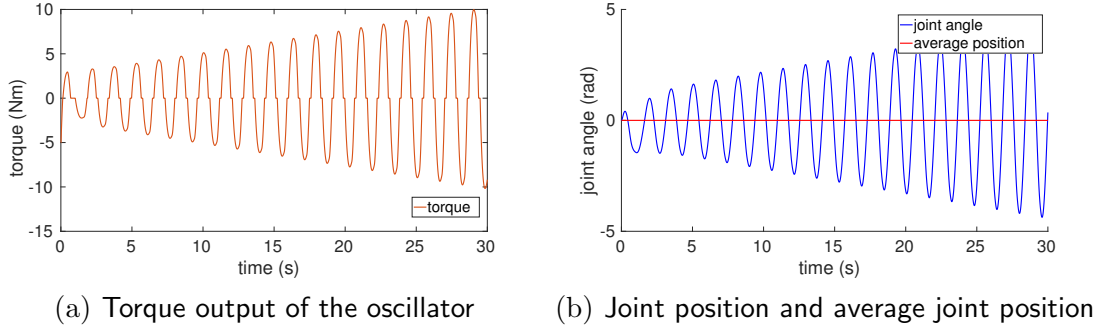 10
5
0
-5
-10
-15
torque (Nm)
torque
0 5 10 15 20 25 30
time (s)
(a) Torque output of the oscillator
5
0
-5
joint angle (rad)
joint angle
average position
0 5 10 15 20 25 30
time (s)
(b) Joint position and average joint position